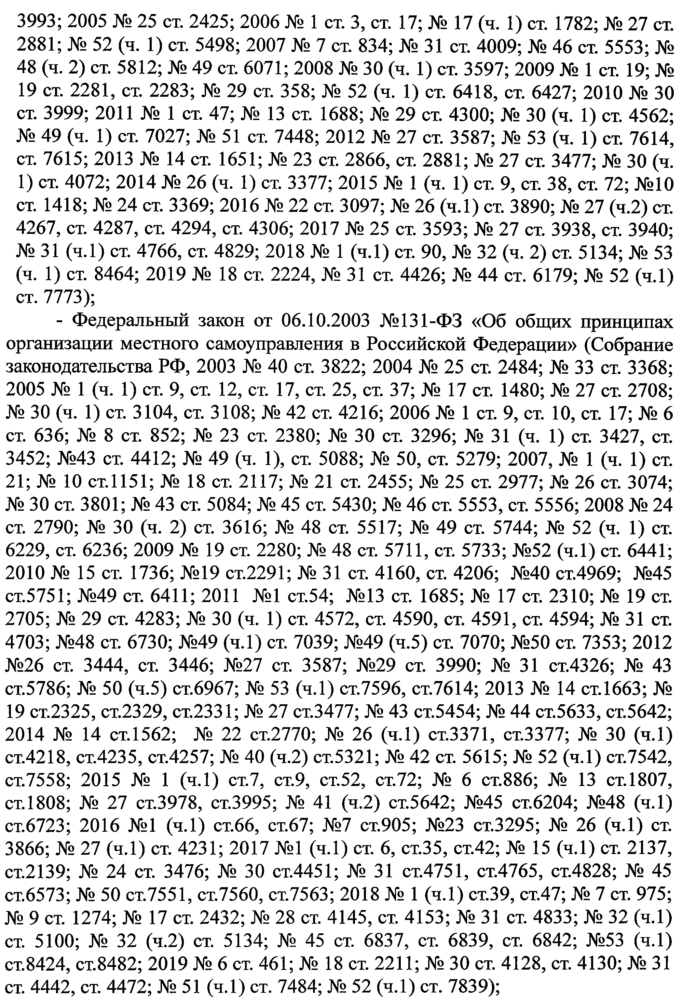 3993; 2005 № 25 ст. 2425; 2006 № 1 ст. 3, ст. 17; № 17 (ч. 1) ст. 1782; № 27 ст.
2881; № 52 (ч. 1) ст. 5498; 2007 № 7 ст. 834; № 31 ст. 4009; № 46 ст. 5553; №
48 (ч. 2) ст. 5812; № 49 ст. 6071; 2008 № 30 (ч. 1) ст. 3597; 2009 № 1 ст. 19; №
19 ст. 2281, ст. 2283; № 29 ст. 358; № 52 (ч. 1) ст. 6418, ст. 6427; 2010 № 30
ст. 3999; 2011 № 1 ст. 47; № 13 ст. 1688; № 29 ст. 4300; № 30 (ч. 1) ст. 4562;
№ 49 (ч. 1) ст. 7027; № 51 ст. 7448; 2012 № 27 ст. 3587; № 53 (ч. 1) ст. 7614,
ст. 7615; 2013 № 14 ст. 1651; № 23 ст. 2866, ст. 2881; № 27 ст. 3477; № 30 (ч.
1) ст. 4072; 2014 № 26 (ч. 1) ст. 3377; 2015 № 1 (ч. 1) ст. 9, ст. 38, ст. 72; №10
ст. 1418; № 24 ст. 3369; 2016 № 22 ст. 3097; № 26 (ч.1) ст. 3890; № 27 (ч.2) ст.
4267, ст. 4287, ст. 4294, ст. 4306; 2017 № 25 ст. 3593; № 27 ст. 3938, ст. 3940;
№ 31 (ч.1) ст. 4766, ст. 4829; 2018 № 1 (ч.1) ст. 90, № 32 (ч. 2) ст. 5134; № 53
(ч. 1) ст. 8464; 2019 № 18 ст. 2224, № 31 ст. 4426; № 44 ст. 6179; № 52 (ч.1)
ст. 7773);
- Федеральный закон от 06.10.2003 №131-ФЗ «Об общих принципах
организации местного самоуправления в Российской Федерации» (Собрание
законодательства РФ, 2003 № 40 ст. 3822; 2004 № 25 ст. 2484; № 33 ст. 3368;
2005 № 1 (ч. 1) ст. 9, ст. 12, ст. 17, ст. 25, ст. 37; № 17 ст. 1480; № 27 ст. 2708;
№ 30 (ч. 1) ст. 3104, ст. 3108; № 42 ст. 4216; 2006 № 1 ст. 9, ст. 10, ст. 17; № 6
ст. 636; № 8 ст. 852; № 23 ст. 2380; № 30 ст. 3296; № 31 (ч. 1) ст. 3427, ст.
3452; №43 ст. 4412; № 49 (ч. 1), ст. 5088; № 50, ст. 5279; 2007, № 1 (ч. 1) ст.
21; № 10 ст.1151; № 18 ст. 2117; № 21 ст. 2455; № 25 ст. 2977; № 26 ст. 3074;
№ 30 ст. 3801; № 43 ст. 5084; № 45 ст. 5430; № 46 ст. 5553, ст. 5556; 2008 № 24
ст. 2790; № 30 (ч. 2) ст. 3616; № 48 ст. 5517; № 49 ст. 5744; № 52 (ч. 1) ст.
6229, ст. 6236; 2009 № 19 ст. 2280; № 48 ст. 5711, ст. 5733; №52 (ч.1) ст. 6441;
2010 № 15 ст. 1736; №19 ст.2291; № 31 ст. 4160, ст. 4206; №40 ст.4969; №45
ст.5751; №49 ст. 6411; 2011 №1 ст.54; №13 ст. 1685; № 17 ст. 2310; № 19 ст.
2705; № 29 ст. 4283; № 30 (ч. 1) ст. 4572, ст. 4590, ст. 4591, ст. 4594; № 31 ст.
4703; №48 ст. 6730; №49 (ч.1) ст. 7039; №49 (ч.5) ст. 7070; №50 ст. 7353; 2012
№26 ст. 3444, ст. 3446; №27 ст. 3587; №29 ст. 3990; № 31 ст.4326; № 43
ст.5786; № 50 (ч.5) ст.6967; № 53 (ч.1) ст.7596, ст.7614; 2013 № 14 ст.1663; №
19 ст.2325, ст.2329, ст.2331; № 27 ст.3477; № 43 ст.5454; № 44 ст.5633, ст.5642;
2014 № 14 ст.1562; № 22 ст.2770; № 26 (ч.1) ст.3371, ст.3377; № 30 (ч.1)
ст.4218, ст.4235, ст.4257; № 40 (ч.2) ст.5321; № 42 ст. 5615; № 52 (ч.1) ст.7542,
ст.7558; 2015 № 1 (ч.1) ст.7, ст.9, ст.52, ст.72; № 6 ст.886; № 13 ст.1807,
ст.1808; № 27 ст.3978, ст.3995; № 41 (ч.2) ст.5642; №45 ст.6204; №48 (ч.1)
ст.6723; 2016 №1 (ч.1) ст.66, ст.67; №7 ст.905; №23 ст.3295; № 26 (ч.1) ст.
3866; № 27 (ч.1) ст. 4231; 2017 №1 (ч.1) ст. 6, ст.35, ст.42; № 15 (ч.1) ст. 2137,
ст.2139; № 24 ст. 3476; № 30 ст.4451; № 31 ст.4751, ст.4765, ст.4828; № 45
ст.6573; № 50 ст.7551, ст.7560, ст.7563; 2018 № 1 (ч.1) ст.39, ст.47; № 7 ст. 975;
№ 9 ст. 1274; № 17 ст. 2432; № 28 ст. 4145, ст. 4153; № 31 ст. 4833; № 32 (ч.1)
ст. 5100; № 32 (ч.2) ст. 5134; № 45 ст. 6837, ст. 6839, ст. 6842; №53 (ч.1)
ст.8424, ст.8482; 2019 № 6 ст. 461; № 18 ст. 2211; № 30 ст. 4128, ст. 4130; № 31
ст. 4442, ст. 4472; № 51 (ч.1) ст. 7484; № 52 (ч.1) ст. 7839);